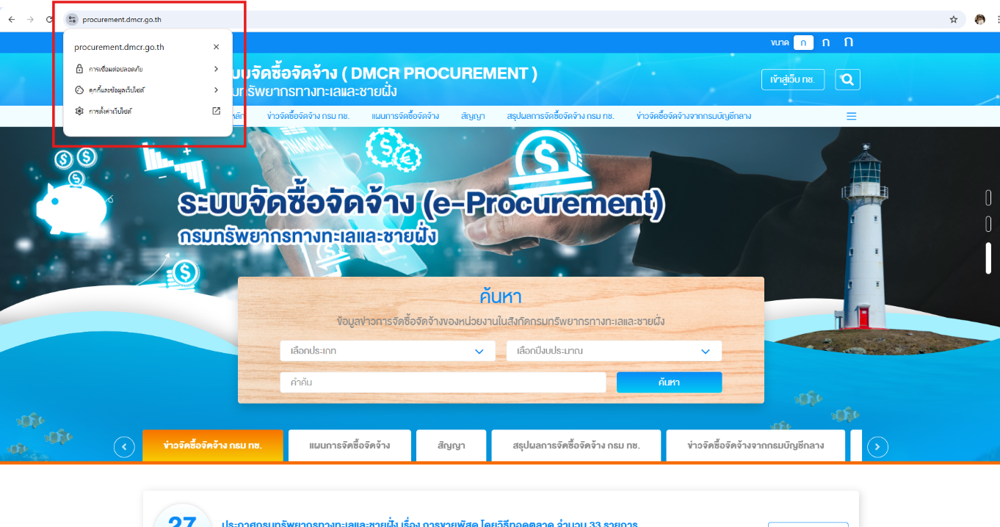 procurement.dmcr.go.th
procurement.dmcr.go.th
การเชื่อมต่อปลอดภัย
คุกกี้และข้อมูลเว็บไซต์
การตั้งค่าเว็บไซต์
ขนาด ก ก ก
บบจัดซื้อจัดจ้าง ( DMCR PROCUREMENT )
มทรัพยากรทางทะเลและชายฝั่ง
เข้าสู่เว็บ ทช.
หลัก ข่าวจัดซื้อจัดจ้าง กรม ทช. แผนการจัดซื้อจัดจ้าง สัญญา สรุปผลการจัดซื้อจัดจ้าง กรม ทช. ข่าวจัดซื้อจัดจ้างจากกรมบัญชีกลาง
FINANCIAL
ระบบจัดซื้อจัดจ้าง (e-Procurement)
กรมทรัพยากรทางทะเลและชายฝั่ง
ค้นหา
ข้อมูลข่าวการจัดซื้อจัดจ้างของหน่วยงานในสังกัดกรมทรัพยากรทางทะเลและชายฝั่ง
เลือกประเภท เลือกปีงบประมาณ
คำค้น ค้นหา
ข่าวจัดซื้อจัดจ้าง กรม ทช. แผนการจัดซื้อจัดจ้าง สัญญา สรุปผลการจัดซื้อจัดจ้าง กรม ทช. ข่าวจัดซื้อจัดจ้างจากกรมบัญชีกลาง
27 ประกาศกรมทรัพยากรทางทะเลและชายฝั่ง เรื่อง การขายพัสดุ โดยวิธีทอดตลาด จำนวน 33 รายการ